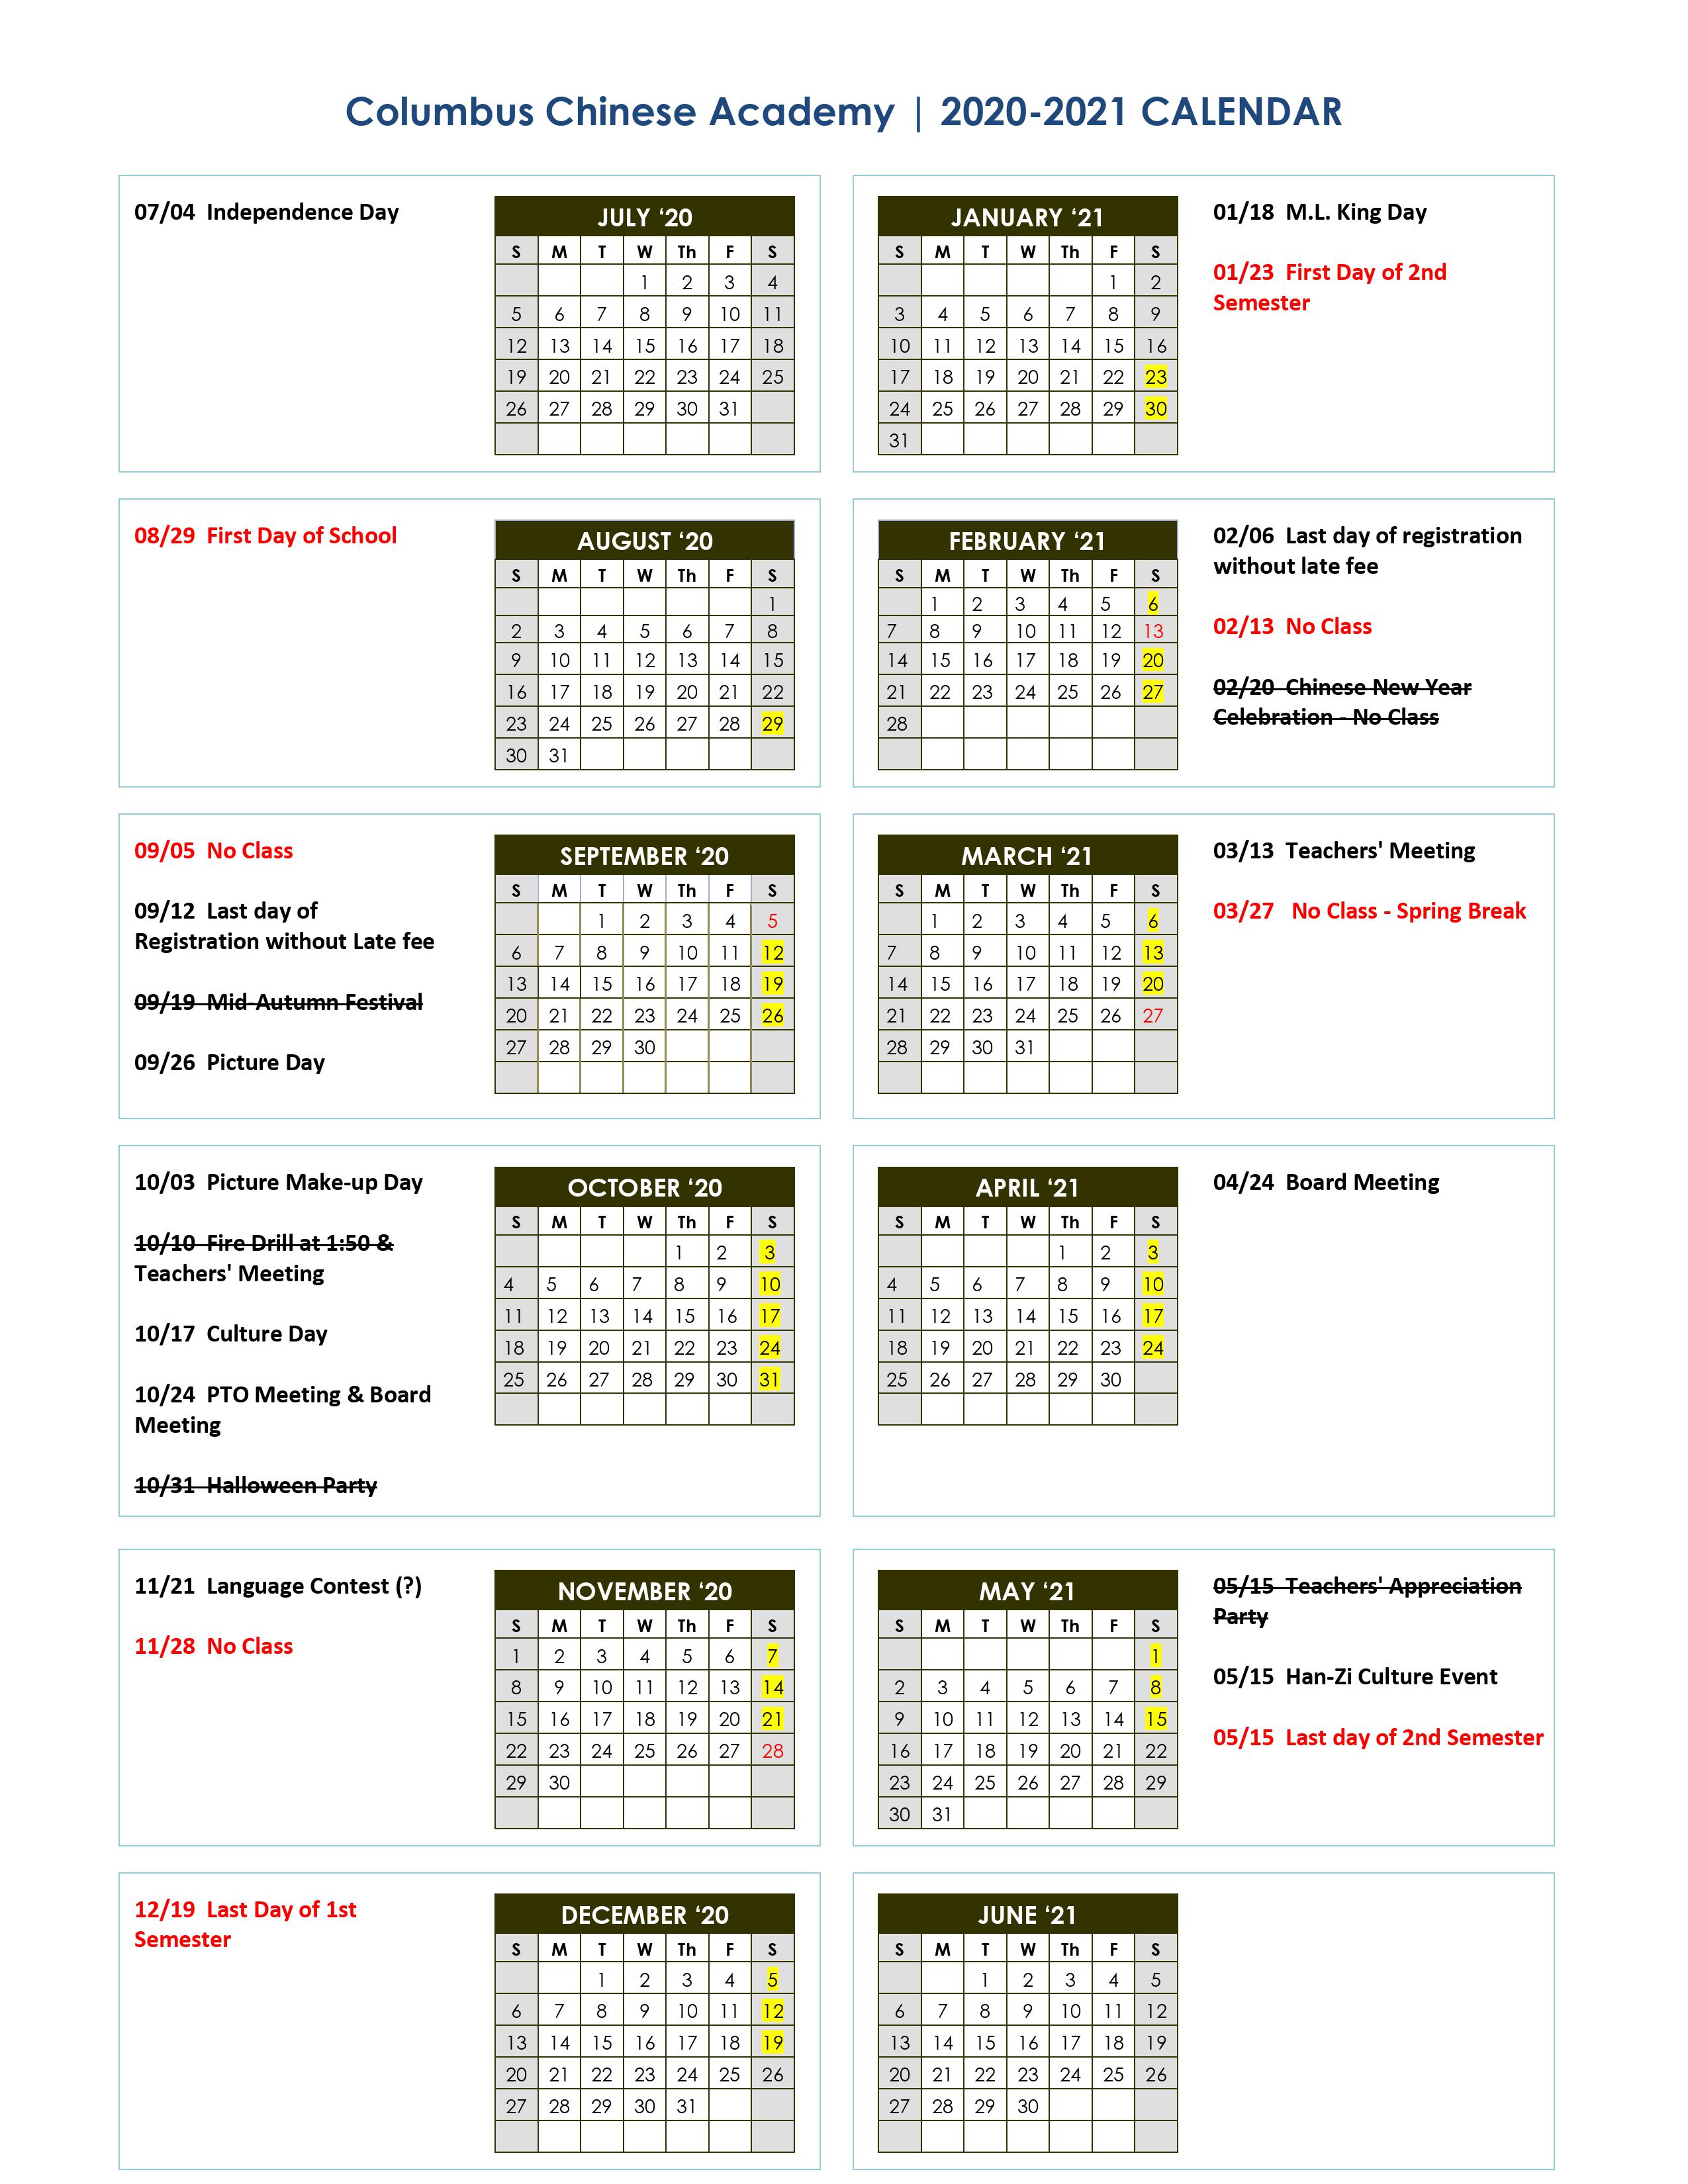 Columbus Chinese Academy | 2020-2021 CALENDAR
07/04 Independence Day
JULY ‘20
S M T W Th F S
1 2 3 4
5 6 7 8 9 10 11
12 13 14 15 16 17 18
19 20 21 22 23 24 25
26 27 28 29 30 31
JANUARY ‘21
S M T W Th F S
1 2
3 4 5 6 7 8 9
10 11 12 13 14 15 16
17 18 19 20 21 22 23
24 25 26 27 28 29 30
31
01/18 M.L. King Day
01/23 First Day of 2nd
Semester
08/29 First Day of School
AUGUST ‘20
S M T W Th F S
1
2 3 4 5 6 7 8
9 10 11 12 13 14 15
16 17 18 19 20 21 22
23 24 25 26 27 28 29
30 31
FEBRUARY ‘21
S M T W Th F S
1 2 3 4 5 6
7 8 9 10 11 12 13
14 15 16 17 18 19 20
21 22 23 24 25 26 27
28
02/06 Last day of registration
without late fee
02/13 No Class
02/20 Chinese New Year
Celebration - No Class
09/05 No Class
09/12 Last day of
Registration without Late fee
09/19 Mid-Autumn Festival
09/26 Picture Day
SEPTEMBER ‘20
S M T W Th F S
1 2 3 4 5
6 7 8 9 10 11 12
13 14 15 16 17 18 19
20 21 22 23 24 25 26
27 28 29 30
MARCH ‘21
S M T W Th F S
1 2 3 4 5 6
7 8 9 10 11 12 13
14 15 16 17 18 19 20
21 22 23 24 25 26 27
28 29 30 31
03/13 Teachers' Meeting
03/27 No Class - Spring Break
10/03 Picture Make-up Day
10/10 Fire Drill at 1:50 &
Teachers' Meeting
10/17 Culture Day
10/24 PTO Meeting & Board
Meeting
10/31 Halloween Party
OCTOBER ‘20
S M T W Th F S
1 2 3
4 5 6 7 8 9 10
11 12 13 14 15 16 17
18 19 20 21 22 23 24
25 26 27 28 29 30 31
APRIL ‘21
S M T W Th F S
1 2 3
4 5 6 7 8 9 10
11 12 13 14 15 16 17
18 19 20 21 22 23 24
25 26 27 28 29 30
04/24 Board Meeting
11/21 Language Contest (?)
11/28 No Class
NOVEMBER ‘20
S M T W Th F S
1 2 3 4 5 6 7
8 9 10 11 12 13 14
15 16 17 18 19 20 21
22 23 24 25 26 27 28
29 30
MAY ‘21
S M T W Th F S
1
2 3 4 5 6 7 8
9 10 11 12 13 14 15
16 17 18 19 20 21 22
23 24 25 26 27 28 29
30 31
05/15 Teachers' Appreciation
Party
05/15 Han-Zi Culture Event
05/15 Last day of 2nd Semester
12/19 Last Day of 1st
Semester
DECEMBER ‘20
S M T W Th F S
1 2 3 4 5
6 7 8 9 10 11 12
13 14 15 16 17 18 19
20 21 22 23 24 25 26
27 28 29 30 31
JUNE ‘21
S M T W Th F S
1 2 3 4 5
6 7 8 9 10 11 12
13 14 15 16 17 18 19
20 21 22 23 24 25 26
27 28 29 30